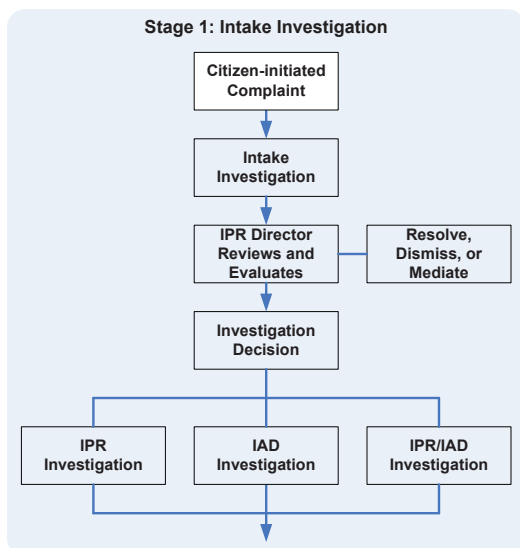 Stage 1: Intake Investigation
Citizen-initiated
Complaint
Intake
Investigation
IPR Director
Reviews and
Evaluates
Resolve,
Dismiss, or
Mediate
Investigation
Decision
IPR
Investigation
IAD
Investigation
IPR/IAD
Investigation